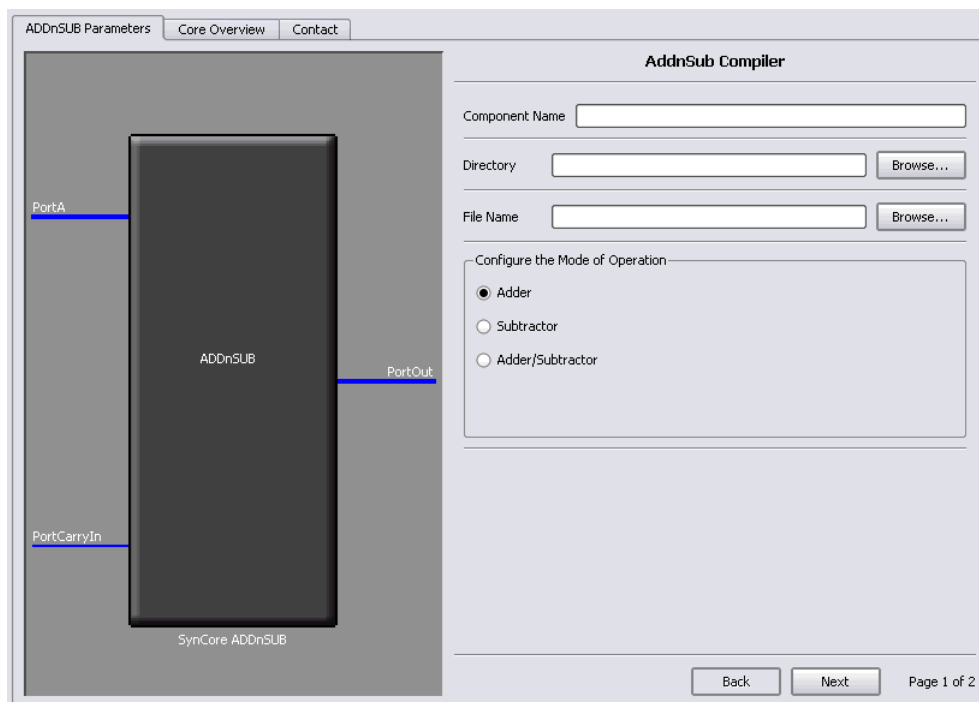 ADDnSUB Parameters
Core Overview
Contact
PortA
ADDnSUB
PortOut
PortCarryIn
SynCore ADDnSUB
AddnSub Compiler
Component Name
Directory
Browse...
File Name
Browse...
Configure the Mode of Operation
Adder
Subtractor
Adder/Subtractor
Back
Next
Page 1 of 2